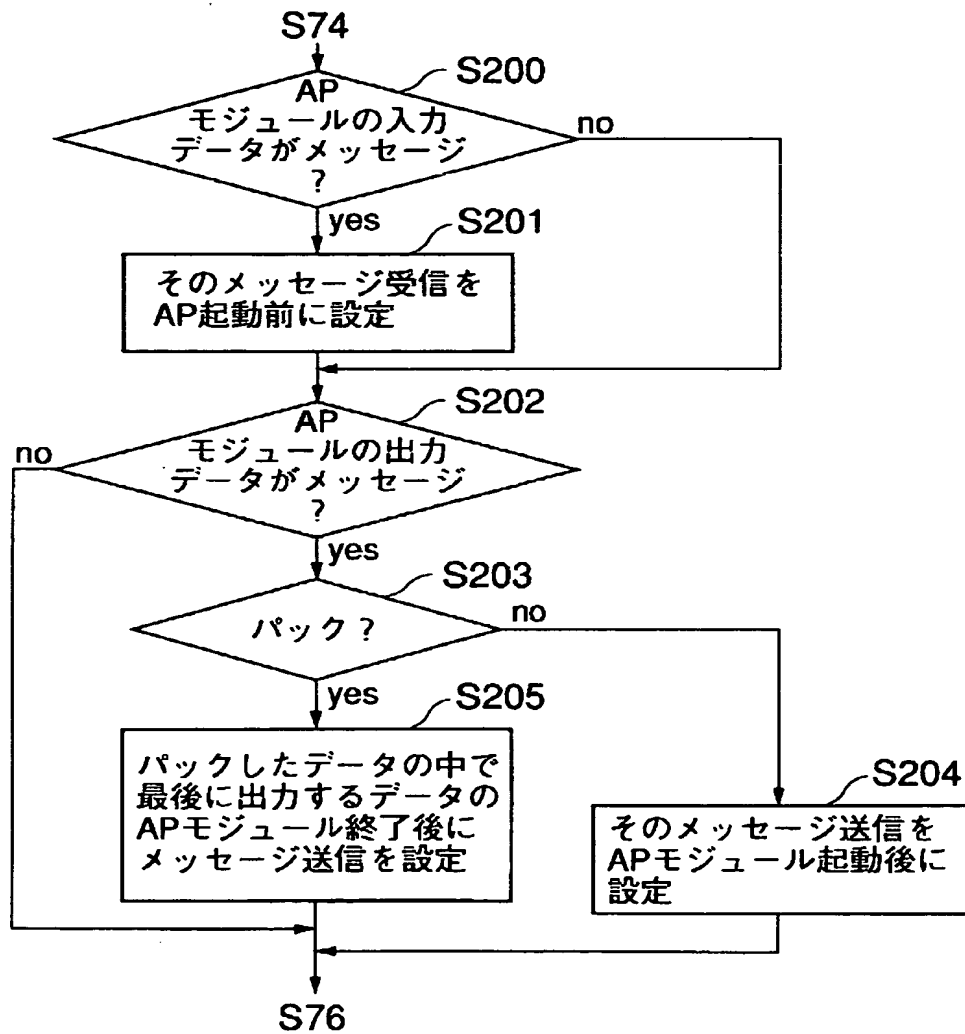 S74
S200
AP
モジュールの入力
データがメッセージ
?
no
yes
S201
そのメッセージ受信を
AP起動前に設定
S202
AP
モジュールの出力
データがメッセージ
?
no
yes
S203
パック?
no
yes
S205
パックしたデータの中で
最後に出力するデータの
APモジュール終了後に
メッセージ送信を設定
S204
そのメッセージ送信を
APモジュール起動後に
設定
S76